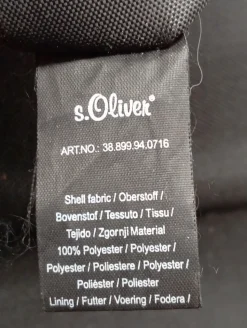 s.Oliver
ART.NO.: 38.899.94.0716
Shell fabric / Oberstoff /
Bovenstof / Tessuto / Tissu /
Tejido / Zgornji Material
100% Polyester / Polyester /
Polyester / Poliestere / Polyester /
Poliéster / Poliester
Lining / Futter / Voering / Fodera /